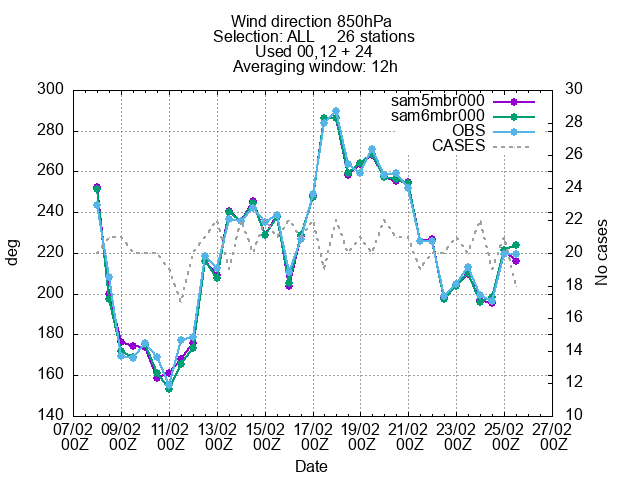 Wind direction 850hPa
Selection: ALL 26 stations
Used 00,12 + 24
Averaging window: 12h
300
280
260
240
220
200
180
160
140
deg
30
28
26
24
22
20
18
16
14
12
10
No cases
sam5mbr000
sam6mbr000
OBS
CASES
07/02 09/02 11/02 13/02 15/02 17/02 19/02 21/02 23/02 25/02 27/02
00Z 00Z 00Z 00Z 00Z 00Z 00Z 00Z 00Z 00Z 00Z
Date